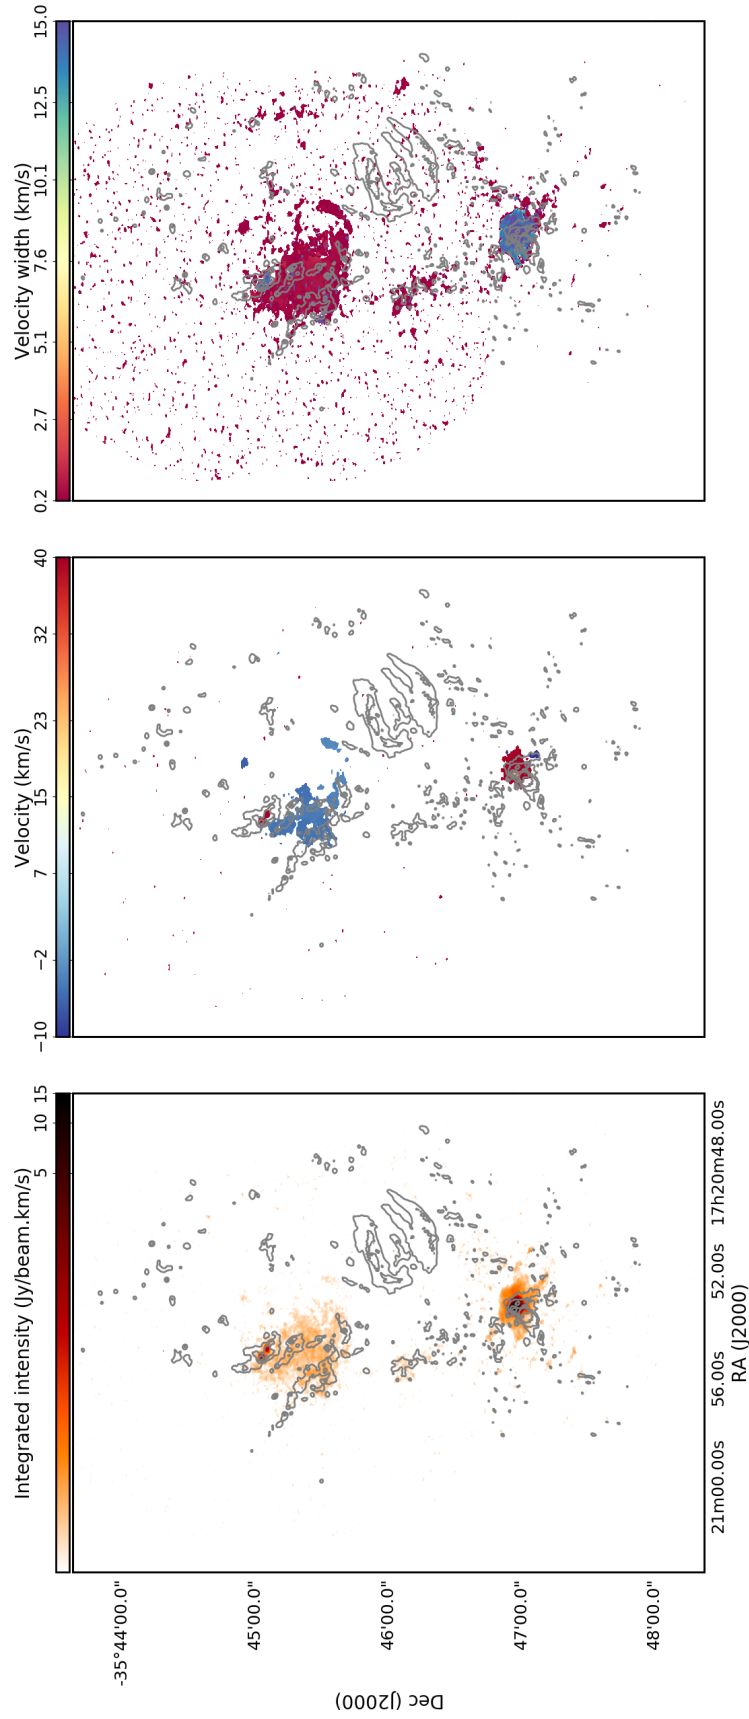 Integrated intensity (Jy/beam.km/s)
5 10 15
Velocity (km/s)
−10 −2 7 15 23 32 40
Velocity width (km/s)
0.2 2.7 5.1 7.6 10.1 12.5 15.0
-35°44'00.0"
45'00.0"
46'00.0"
47'00.0"
48'00.0"
Dec (J2000)
21m00.00s 56.00s 52.00s 17h20m48.00s
RA (J2000)